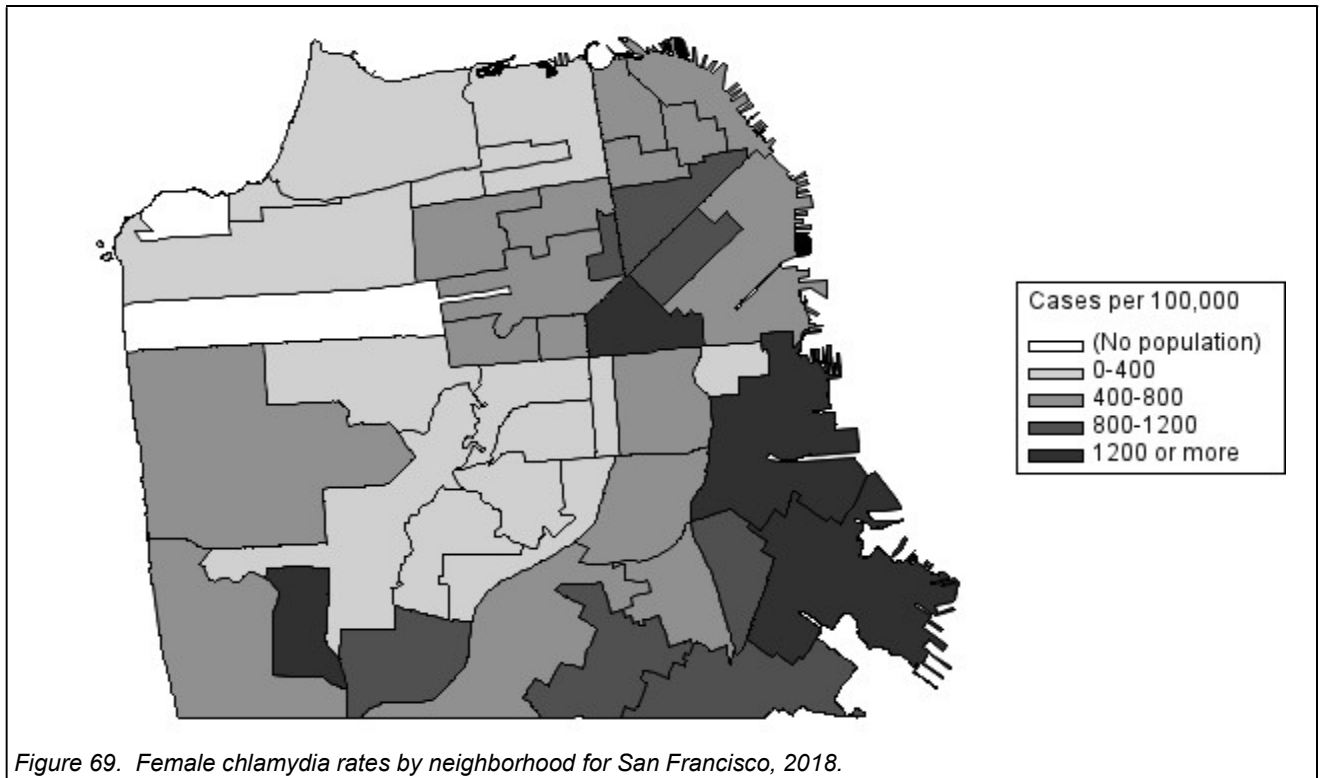 Cases per 100,000
(No population)
0-400
400-800
800-1200
1200 or more
Figure 69. Female chlamydia rates by neighborhood for San Francisco, 2018.